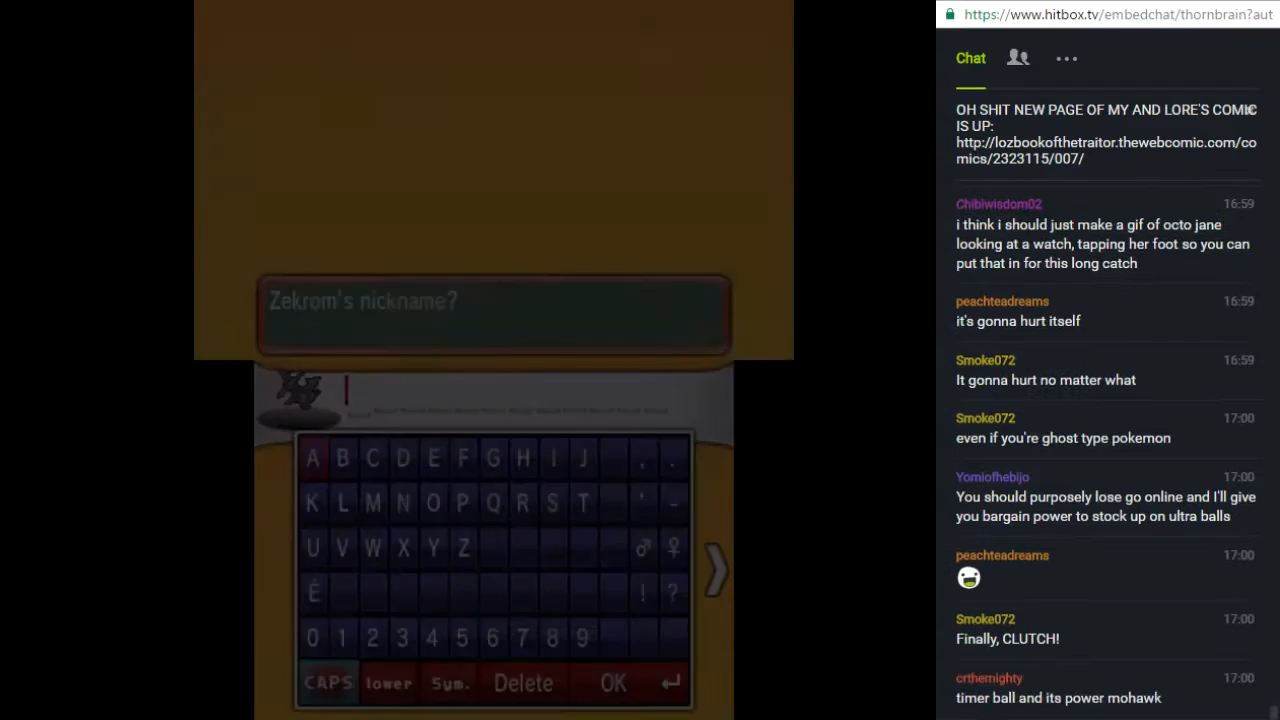 https://www.hitbox.tv/embedchat/thornbrain?aut
Chat
OH SHIT NEW PAGE OF MY AND LORE'S COMIC
IS UP:
http://lozbookofthetraitor.thewebcomic.com/co
mics/2323115/007/
Chibiwisdom02 16:59
i think i should just make a gif of octo jane
looking at a watch, tapping her foot so you can
put that in for this long catch
peachteadreams 16:59
it's gonna hurt itself
Smoke072 16:59
It gonna hurt no matter what
Smoke072 17:00
even if you're ghost type pokemon
Yomiofhebijo 17:00
You should purposely lose go online and I'll give
you bargain power to stock up on ultra balls
peachteadreams 17:00
Smoke072 17:00
Finally, CLUTCH!
crthemighty 17:00
timer ball and its power mohawk
Zekrom's nickname?
A B C D E F G H I J , .
K L M N O P Q R S T ' -
U V W X Y Z ♂ ♀
É ! ?
0 1 2 3 4 5 6 7 8 9
CAPS lower Sym. Delete OK